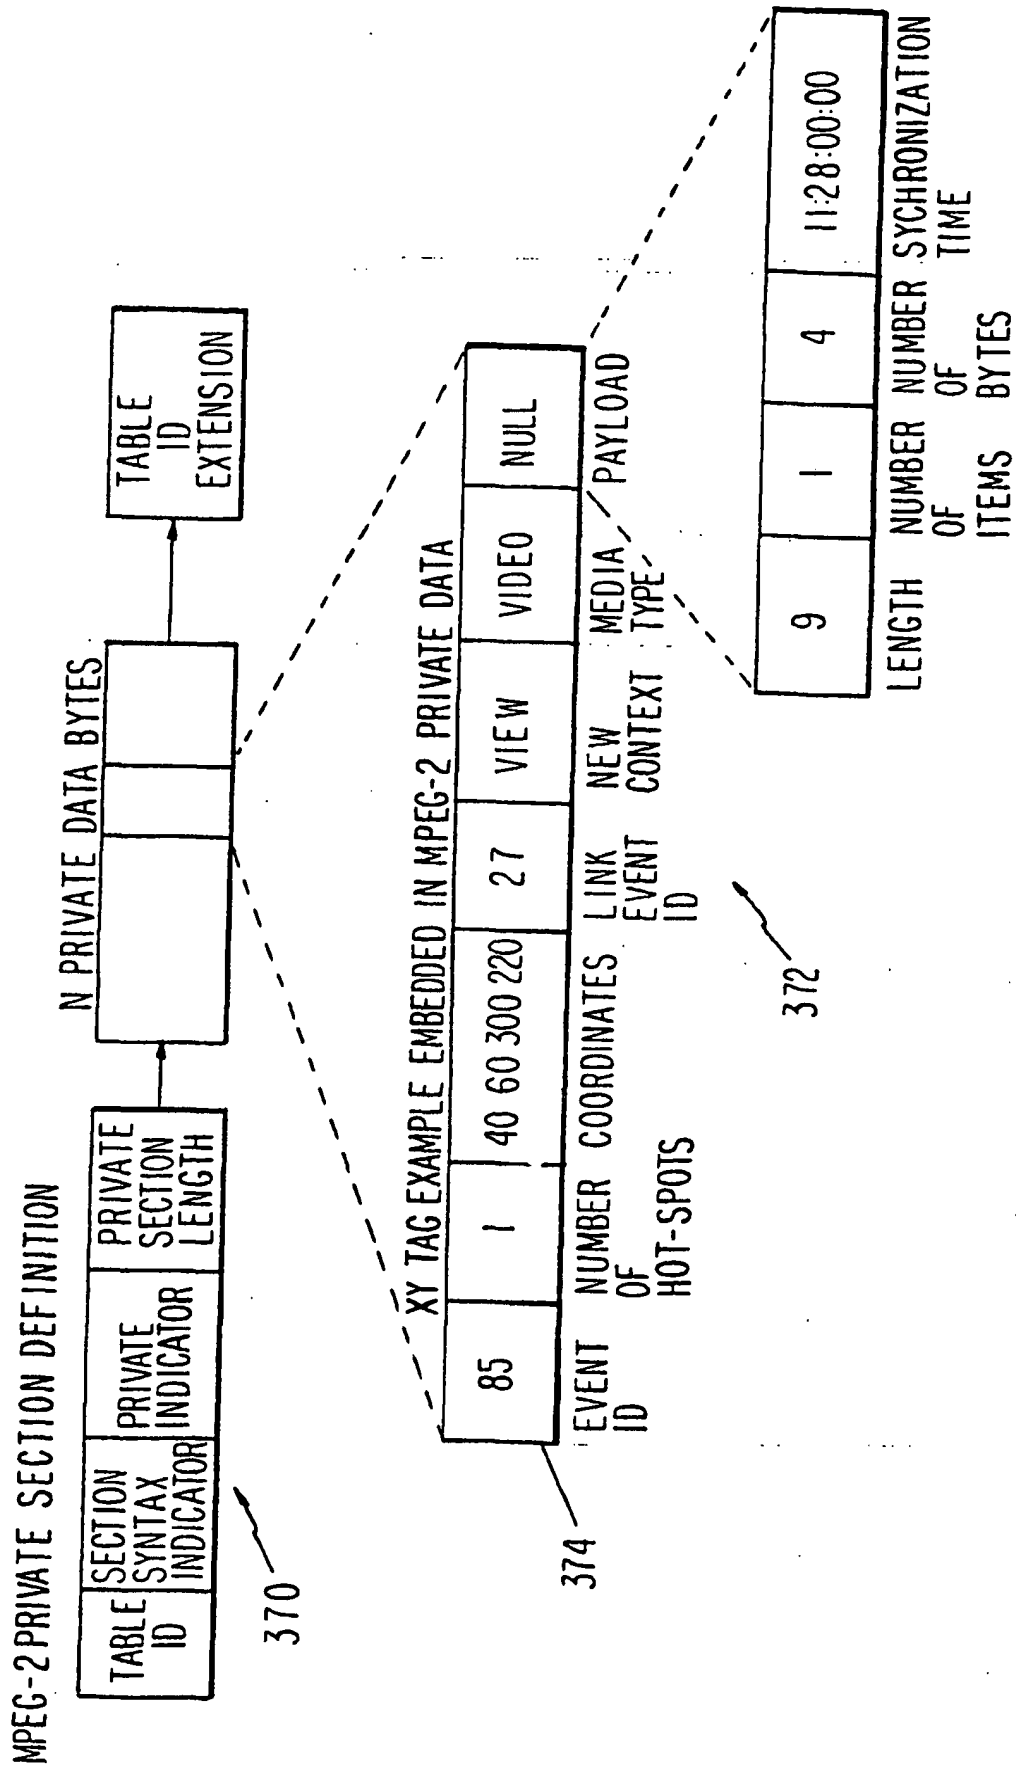 MPEG-2 PRIVATE SECTION DEFINITION
TABLE
ID
SECTION
SYNTAX
INDICATOR
PRIVATE
INDICATOR
PRIVATE
SECTION
LENGTH
N PRIVATE DATA BYTES
TABLE
ID
EXTENSION
370
XY TAG EXAMPLE EMBEDDED IN MPEG-2 PRIVATE DATA
85
1
40 60 300 220
27
VIEW
VIDEO
NULL
EVENT
ID
NUMBER
OF
HOT-SPOTS
COORDINATES
LINK
EVENT
ID
NEW
CONTEXT
MEDIA
TYPE
PAYLOAD
374
372
9
1
4
11:28:00:00
LENGTH
NUMBER
OF
ITEMS
NUMBER
OF
BYTES
SYCHRONIZATION
TIME